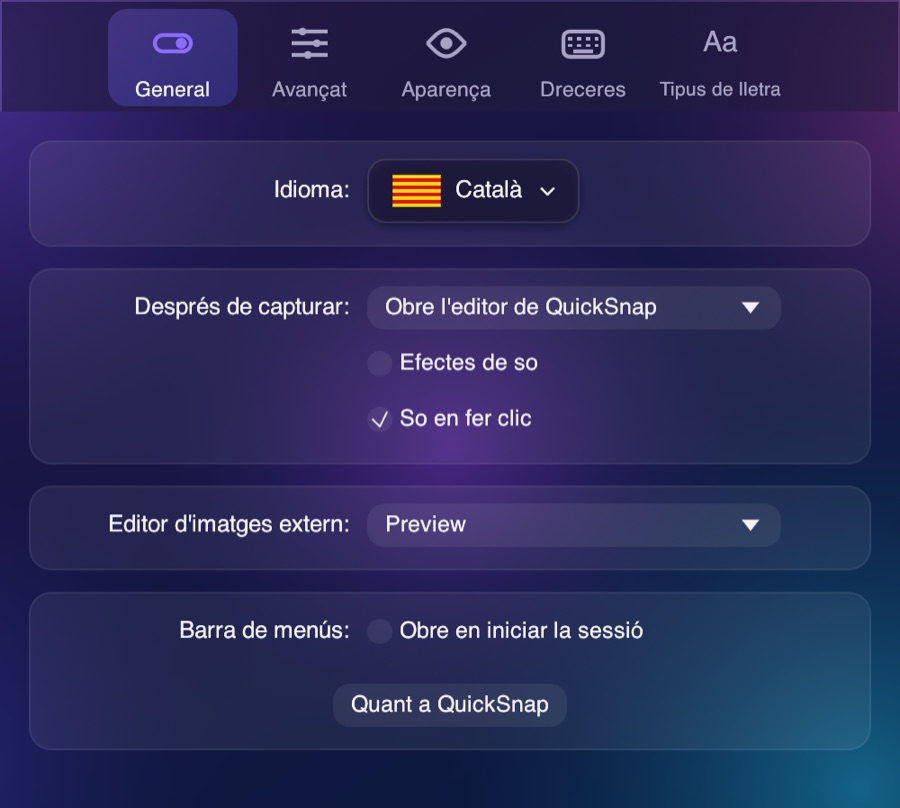 General
Avançat
Aparença
Dreceres
Aa
Tipus de lletra
Idioma:
Català
Després de capturar:
Obre l'editor de QuickSnap
Efectes de so
So en fer clic
Editor d'imatges extern:
Preview
Barra de menús:
Obre en iniciar la sessió
Quant a QuickSnap